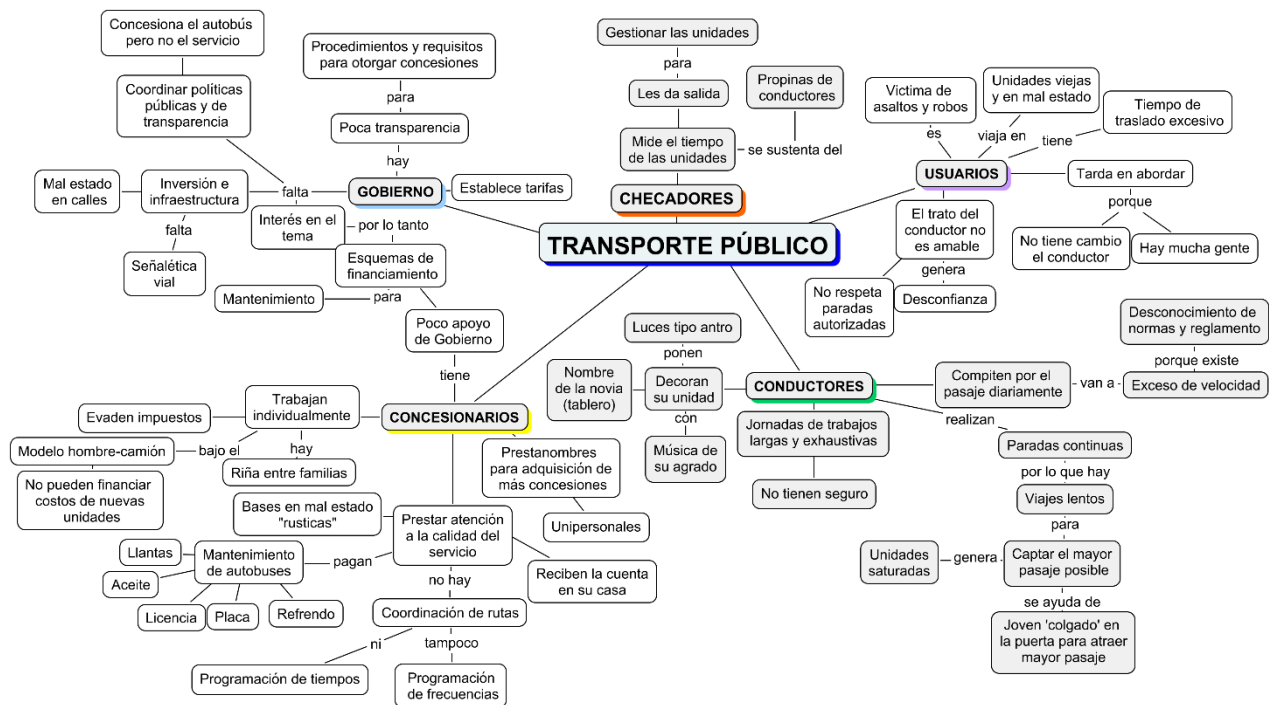 Concesiona el autobús
pero no el servicio
Coordinar políticas
públicas y de
transparencia
Procedimientos y requisitos
para otorgar concesiones
para
Poca transparencia
hay
GOBIERNO
Establece tarifas
falta
Inversión e
infraestructura
Mal estado
en calles
falta
Señalética
vial
Interés en el
tema
por lo tanto
Esquemas de
financiamiento
para
Mantenimiento
Poco apoyo
de Gobierno
tiene
Gestionar las unidades
para
Les da salida
Mide el tiempo
de las unidades
se sustenta del
Propinas de
conductores
CHECADORES
TRANSPORTE PÚBLICO
Victima de
asaltos y robos
es
Unidades viejas
y en mal estado
viaja en
Tiempo de
traslado excesivo
tiene
USUARIOS
Tarda en abordar
porque
No tiene cambio
el conductor
Hay mucha gente
El trato del
conductor no
es amable
genera
No respeta
paradas
autorizadas
Desconfianza
CONCESIONARIOS
Trabajan
individualmente
Evaden impuestos
bajo el
Modelo hombre-camión
No pueden financiar
costos de nuevas
unidades
hay
Riña entre familias
Prestanombres
para adquisición de
más concesiones
Unipersonales
Bases en mal estado
"rusticas"
Prestar atención
a la calidad del
servicio
Reciben la cuenta
en su casa
pagan
Mantenimiento
de autobuses
Llantas
Aceite
Licencia
Placa
Refrendo
no hay
Coordinación de rutas
ni
tampoco
Programación de tiempos
Programación
de frecuencias
CONDUCTORES
Luces tipo antro
ponen
Nombre
de la novia
(tablero)
Decoran
su unidad
con
Música de
su agrado
Jornadas de trabajos
largas y exhaustivas
No tienen seguro
Compiten por el
pasaje diariamente
van a
Exceso de velocidad
porque existe
Desconocimiento de
normas y reglamento
realizan
Paradas continuas
por lo que hay
Viajes lentos
para
Captar el mayor
pasaje posible
genera
Unidades
saturadas
se ayuda de
Joven 'colgado' en
la puerta para atraer
mayor pasaje